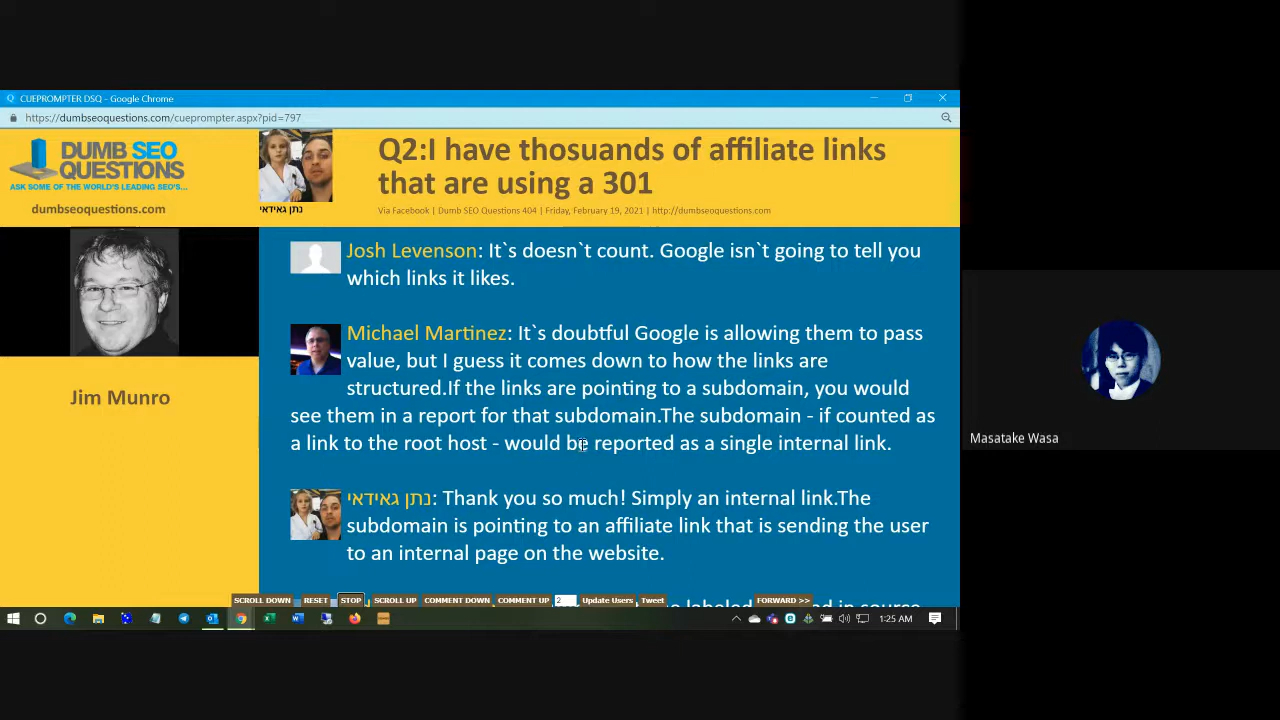 CUEPROMPTER DSQ - Google Chrome
https://dumbseoquestions.com/cueprompter.aspx?pid=797
DUMB SEO
QUESTIONS
ASK SOME OF THE WORLD'S LEADING SEO'S...
dumbseoquestions.com
נתן גאידאי
Q2:I have thosuands of affiliate links
that are using a 301
Via Facebook | Dumb SEO Questions 404 | Friday, February 19, 2021 | http://dumbseoquestions.com
Jim Munro
Josh Levenson: It`s doesn`t count. Google isn`t going to tell you
which links it likes.
Michael Martinez: It`s doubtful Google is allowing them to pass
value, but I guess it comes down to how the links are
structured.If the links are pointing to a subdomain, you would
see them in a report for that subdomain.The subdomain - if counted as
a link to the root host - would be reported as a single internal link.
נתן גאידאי: Thank you so much! Simply an internal link.The
subdomain is pointing to an affiliate link that is sending the user
to an internal page on the website.
labeled in source
SCROLL DOWN RESET STOP SCROLL UP COMMENT DOWN COMMENT UP 2 Update Users Tweet FORWARD >>
1:25 AM
Masatake Wasa